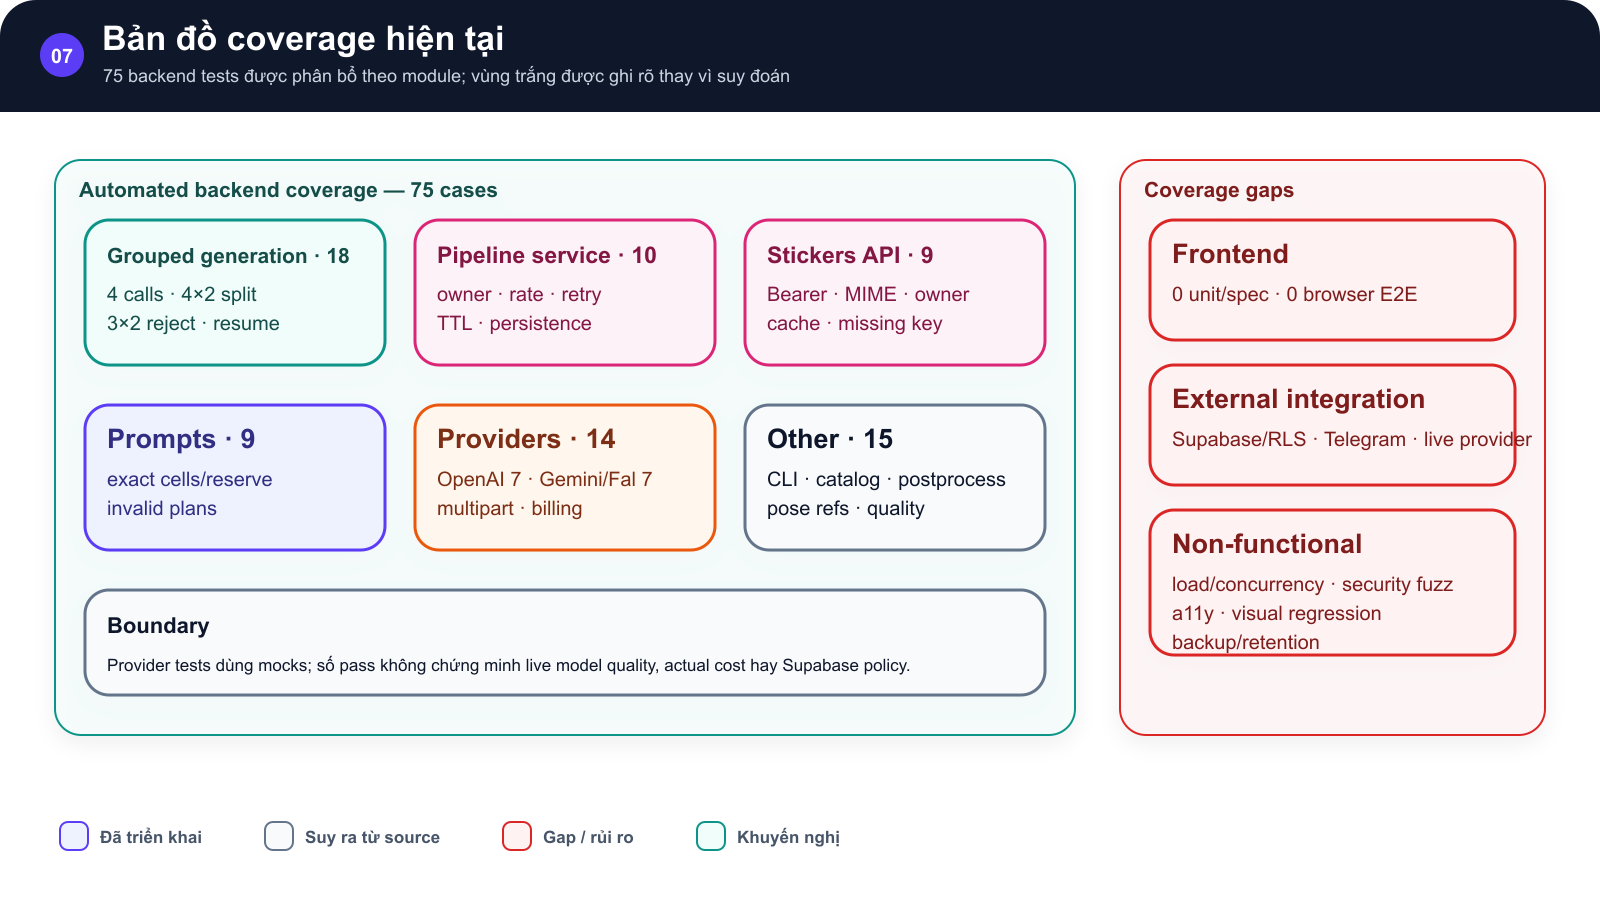 07
Bản đồ coverage hiện tại
75 backend tests được phân bổ theo module; vùng trắng được ghi rõ thay vì suy đoán
Automated backend coverage — 75 cases
Grouped generation · 18
4 calls · 4×2 split
3×2 reject · resume
Pipeline service · 10
owner · rate · retry
TTL · persistence
Stickers API · 9
Bearer · MIME · owner
cache · missing key
Prompts · 9
exact cells/reserve
invalid plans
Providers · 14
OpenAI 7 · Gemini/Fal 7
multipart · billing
Other · 15
CLI · catalog · postprocess
pose refs · quality
Boundary
Provider tests dùng mocks; số pass không chứng minh live model quality, actual cost hay Supabase policy.
Coverage gaps
Frontend
0 unit/spec · 0 browser E2E
External integration
Supabase/RLS · Telegram · live provider
Non-functional
load/concurrency · security fuzz
a11y · visual regression
backup/retention
Đã triển khai
Suy ra từ source
Gap / rủi ro
Khuyến nghị